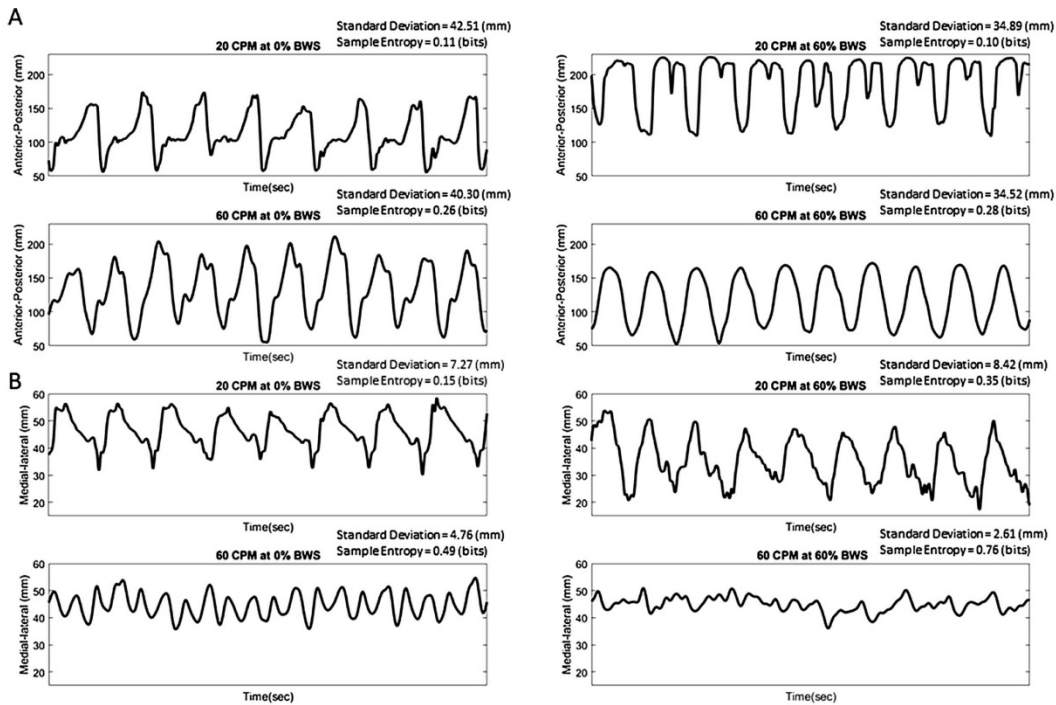 A
Standard Deviation = 42.51 (mm)
Sample Entropy = 0.11 (bits)
20 CPM at 0% BWS
Anterior-Posterior (mm)
200
150
100
50
Time(sec)
Standard Deviation = 34.89 (mm)
Sample Entropy = 0.10 (bits)
20 CPM at 60% BWS
Anterior-Posterior (mm)
200
150
100
50
Time(sec)
Standard Deviation = 40.30 (mm)
Sample Entropy = 0.26 (bits)
60 CPM at 0% BWS
Anterior-Posterior (mm)
200
150
100
50
Time(sec)
Standard Deviation = 34.52 (mm)
Sample Entropy = 0.28 (bits)
60 CPM at 60% BWS
Anterior-Posterior (mm)
200
150
100
50
Time(sec)
B
Standard Deviation = 7.27 (mm)
Sample Entropy = 0.15 (bits)
20 CPM at 0% BWS
Medial-lateral (mm)
60
50
40
30
20
Time(sec)
Standard Deviation = 8.42 (mm)
Sample Entropy = 0.35 (bits)
20 CPM at 60% BWS
Medial-lateral (mm)
60
50
40
30
20
Time(sec)
Standard Deviation = 4.76 (mm)
Sample Entropy = 0.49 (bits)
60 CPM at 0% BWS
Medial-lateral (mm)
60
50
40
30
20
Time(sec)
Standard Deviation = 2.61 (mm)
Sample Entropy = 0.76 (bits)
60 CPM at 60% BWS
Medial-lateral (mm)
60
50
40
30
20
Time(sec)